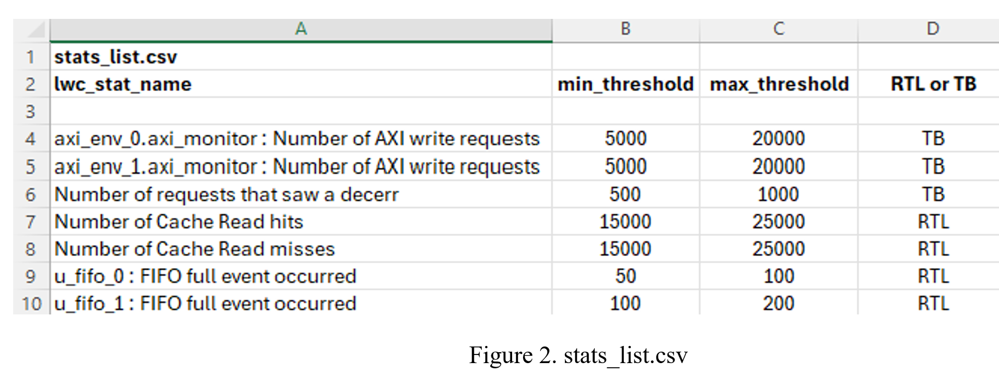 A B C D
1 stats_list.csv
2 lwc_stat_name min_threshold max_threshold RTL or TB
3
4 axi_env_0.axi_monitor : Number of AXI write requests 5000 20000 TB
5 axi_env_1.axi_monitor : Number of AXI write requests 5000 20000 TB
6 Number of requests that saw a decerr 500 1000 TB
7 Number of Cache Read hits 15000 25000 RTL
8 Number of Cache Read misses 15000 25000 RTL
9 u_fifo_0 : FIFO full event occurred 50 100 RTL
10 u_fifo_1 : FIFO full event occurred 100 200 RTL
Figure 2. stats_list.csv